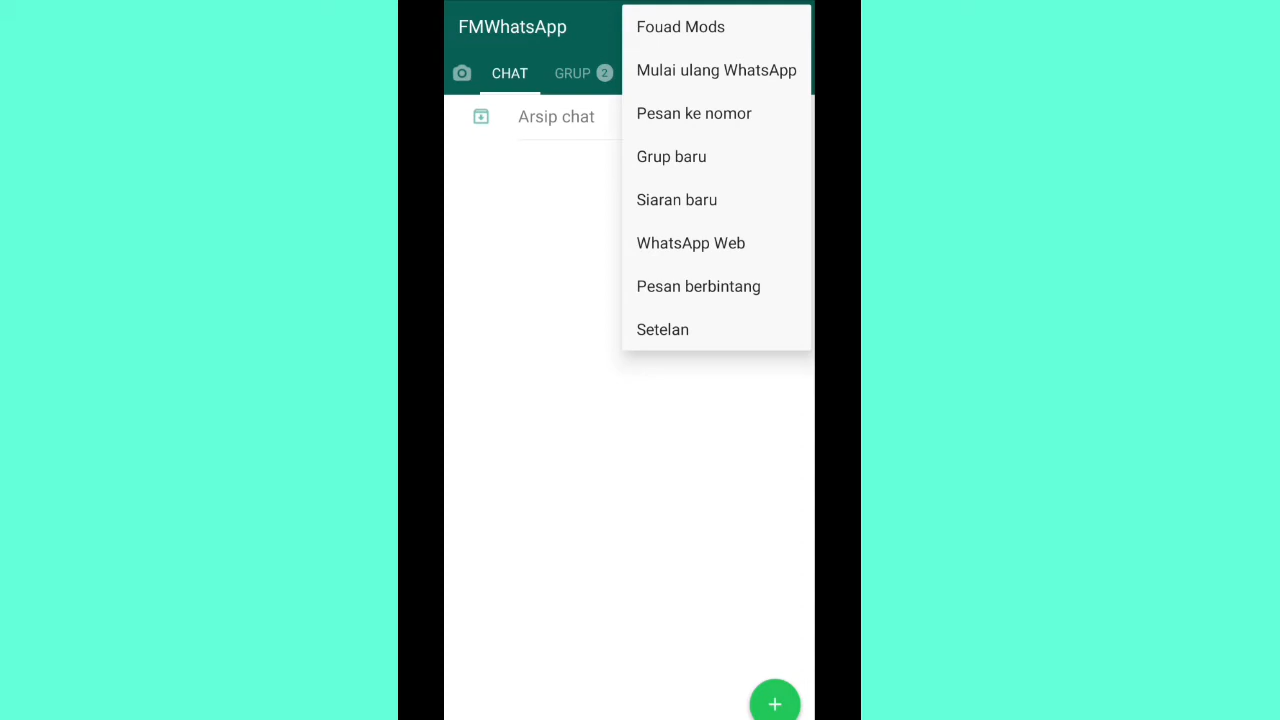 FMWhatsApp
CHAT
GRUP 2
Arsip chat
Fouad Mods
Mulai ulang WhatsApp
Pesan ke nomor
Grup baru
Siaran baru
WhatsApp Web
Pesan berbintang
Setelan